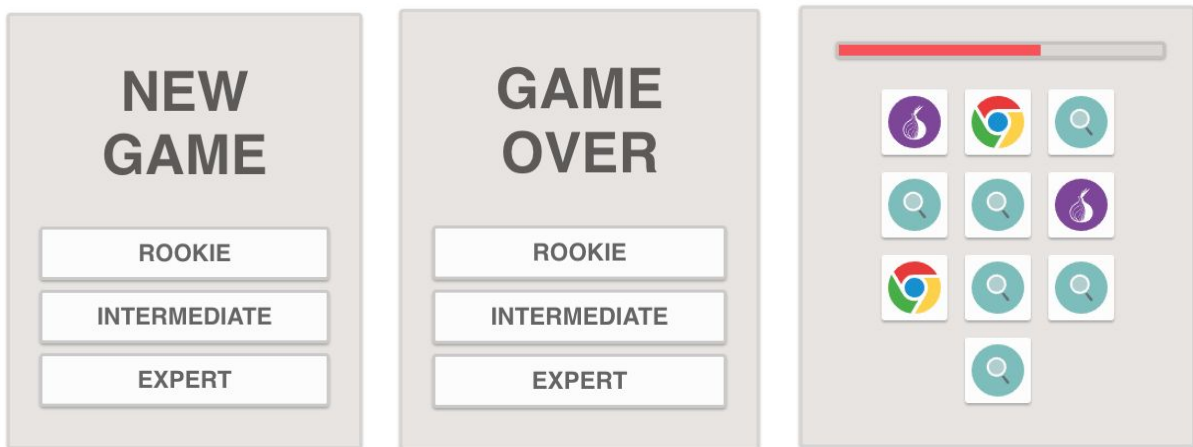 NEW
GAME
ROOKIE
INTERMEDIATE
EXPERT
GAME
OVER
ROOKIE
INTERMEDIATE
EXPERT